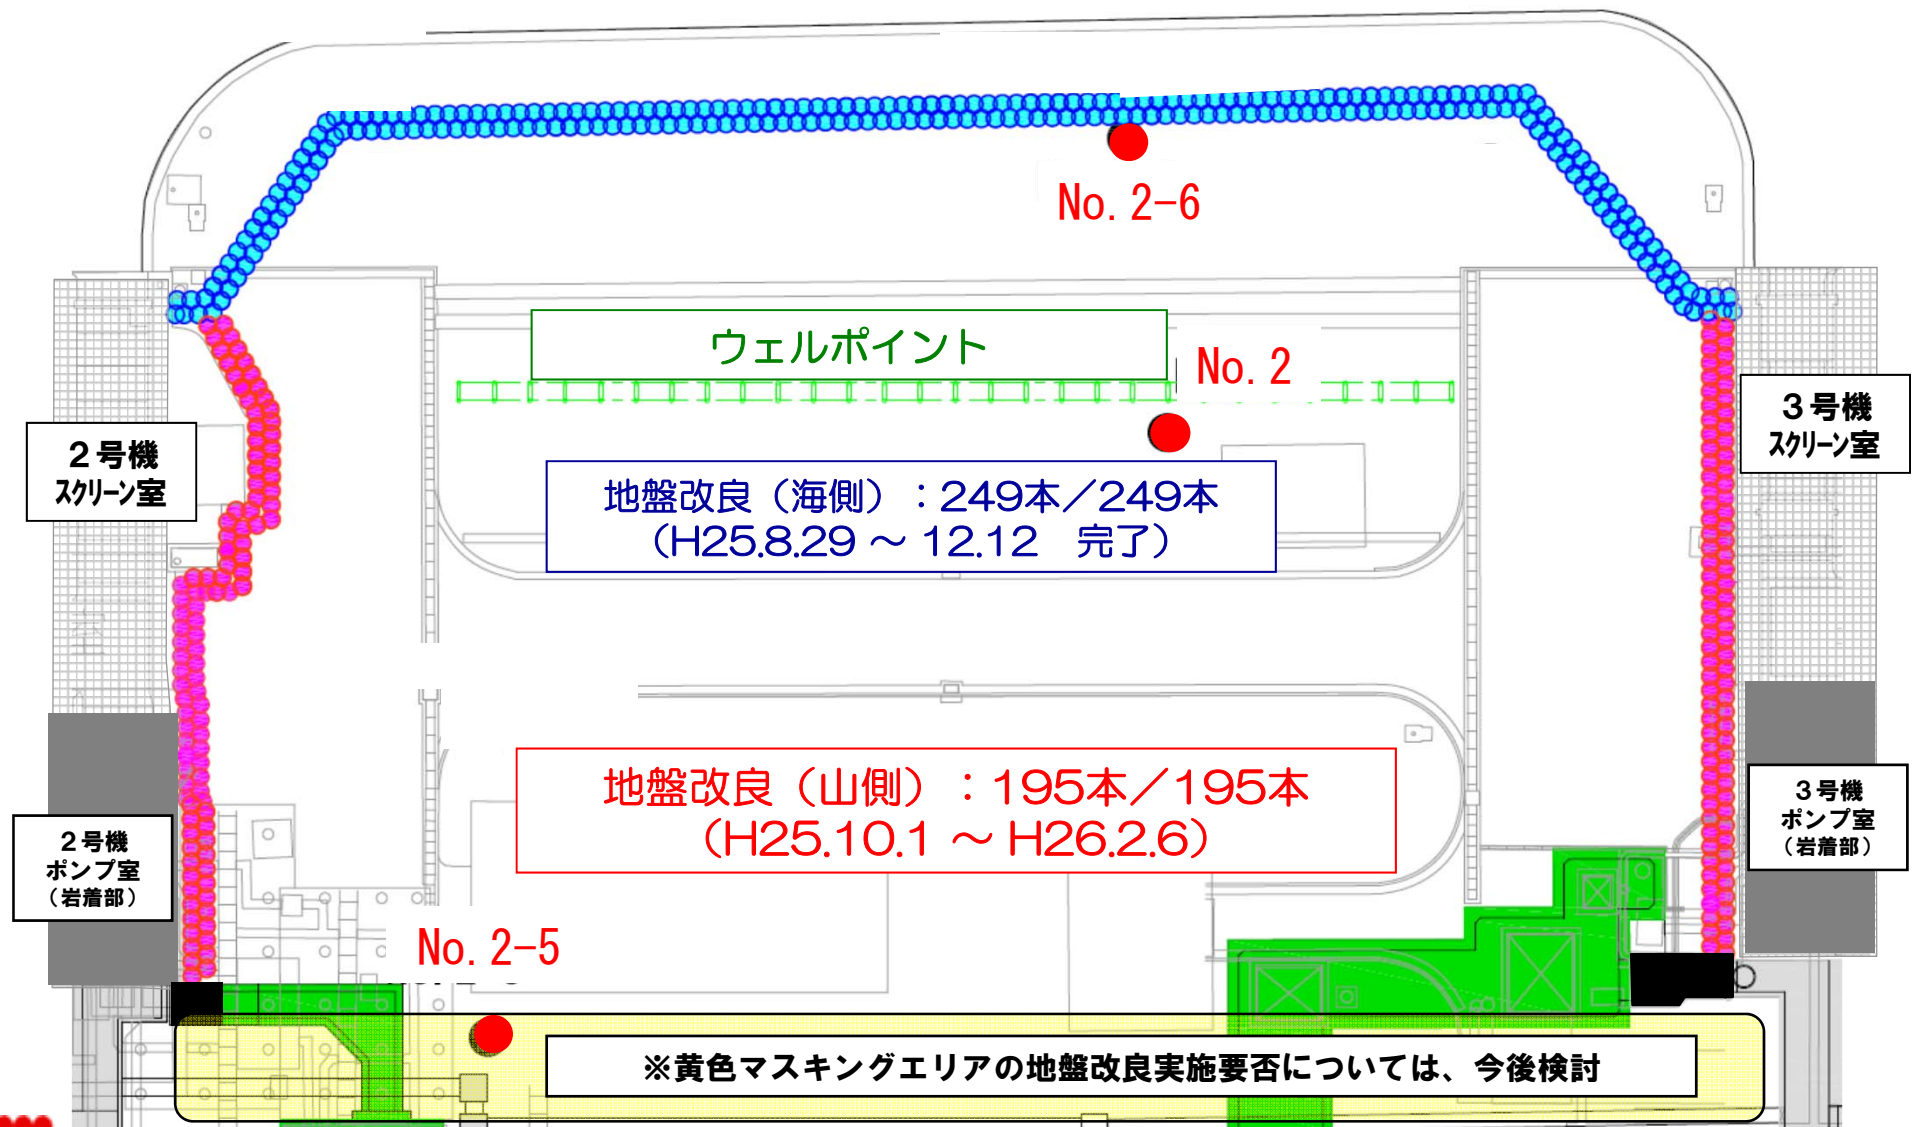 No. 2-6
ウェルポイント
No. 2
2号機
スクリーン室
3号機
スクリーン室
地盤改良（海側）：249本／249本
（H25.8.29 ～ 12.12　完了）
地盤改良（山側）：195本／195本
（H25.10.1 ～ H26.2.6）
2号機
ポンプ室
（岩着部）
3号機
ポンプ室
（岩着部）
No. 2-5
※黄色マスキングエリアの地盤改良実施要否については、今後検討